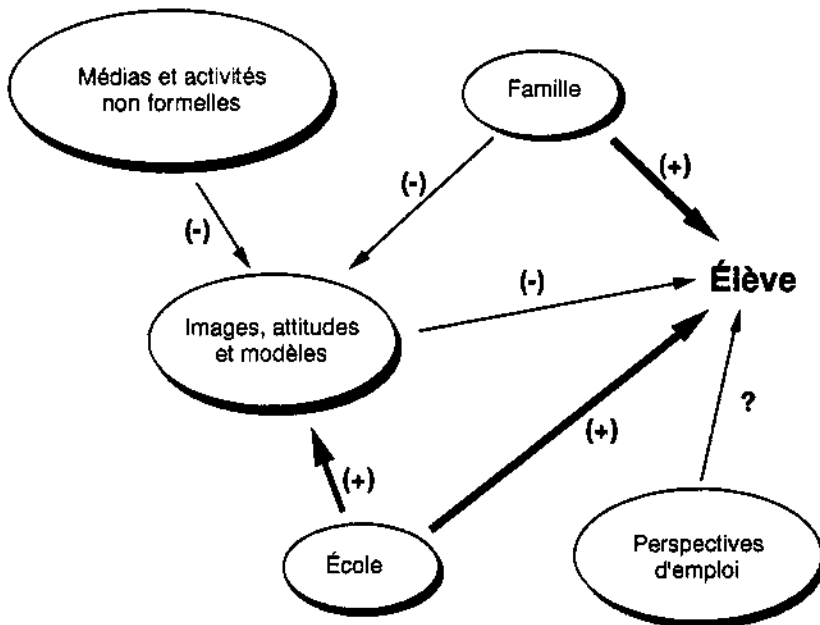 Médias et activités
non formelles
Famille
(+)
(-)
(-)
(-)
Élève
Images, attitudes
et modèles
?
(+)
(+)
École
Perspectives
d'emploi